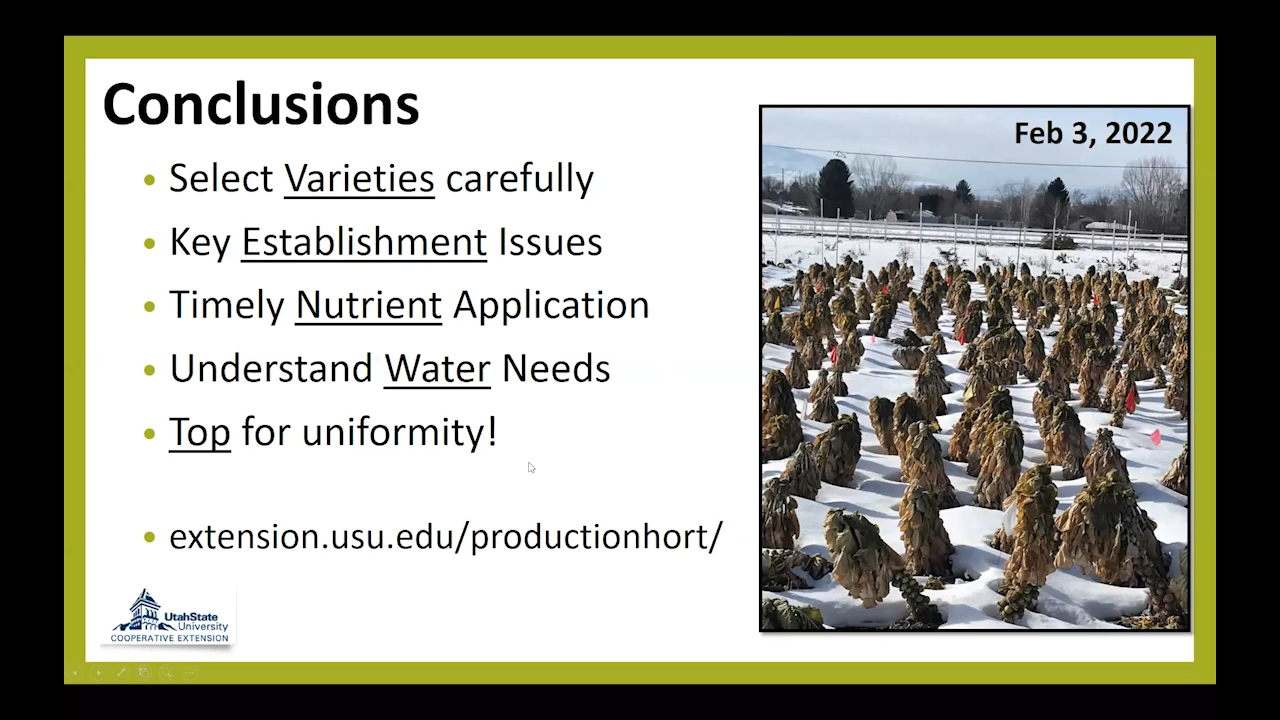 Conclusions
Select Varieties carefully
Key Establishment Issues
Timely Nutrient Application
Understand Water Needs
Top for uniformity!
extension.usu.edu/productionhort/
UtahState
University
COOPERATIVE EXTENSION
Feb 3, 2022